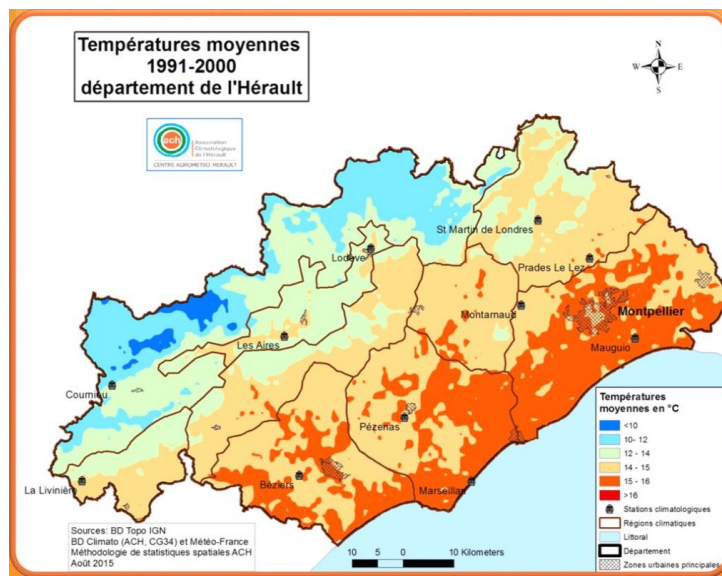 Températures moyennes
1991-2000
département de l'Hérault
N
W
E
S
ach
Association
Climatologique
de l'Hérault
CENTRE AGROMETEO HERAULT
St Martin de Londres
Lodève
Prades Le Lez
Montarnaud
Montpellier
Les Aires
Mauguio
Courniou
Pézenas
La Livinière
Béziers
Marseillan
Températures
moyennes en °C
<10
10- 12
12 - 14
14 - 15
15 - 16
>16
Stations climatologiques
Régions climatiques
Littoral
Département
Zones urbaines principales
Sources: BD Topo IGN
BD Climato (ACH, CG34) et Météo-France
Méthodologie de statistiques spatiales ACH
Août 2015
10 5 0 10 Kilometers